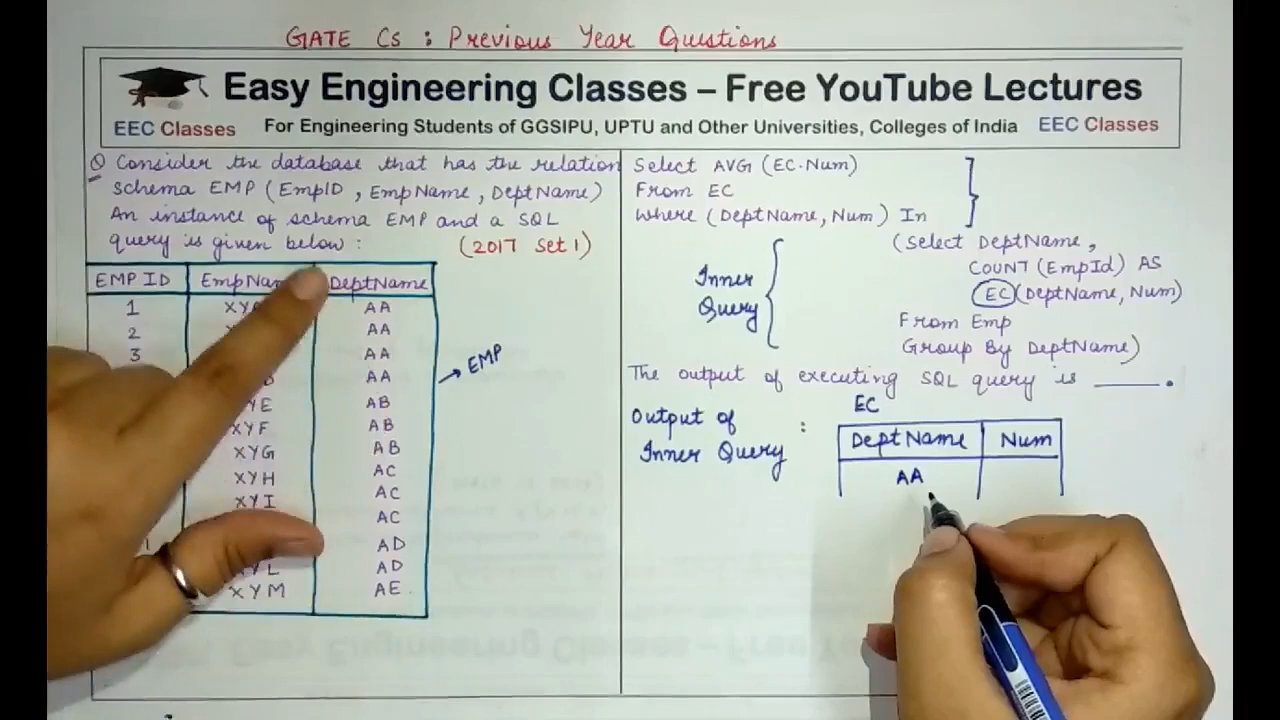 GATE CS : Previous Year Questions
Easy Engineering Classes – Free YouTube Lectures
EEC Classes For Engineering Students of GGSIPU, UPTU and Other Universities, Colleges of India EEC Classes
Q Consider the database that has the relation
schema EMP (EmpID, EmpName, DeptName)
An instance of schema EMP and a SQL
query is given below :
(2017 Set 1)
EMP ID EmpNam DeptName
1 AA
2 AA
3 AA
AA
YE AB
XYF AB
XYG AB
XYH AC
XYI AC
AC
AD
XYL AD
XYM AE
→ EMP
Select AVG (EC.Num)
From EC
Where (DeptName, Num) In
(Select DeptName,
COUNT (EmpId) AS
EC (DeptName, Num)
From Emp
Group By DeptName)
Inner
Query
The output of executing SQL query is ____.
Output of
Inner Query :
EC
DeptName Num
AA